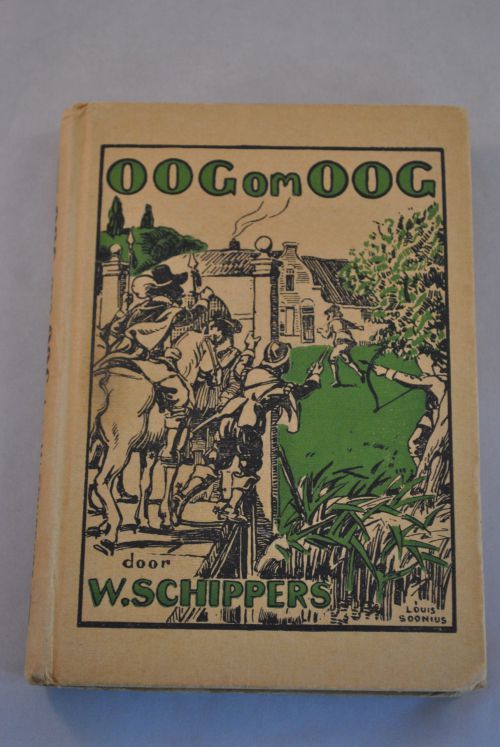 OOG om OOG
door
W. SCHIPPERS
LOUIS
SOONIUS